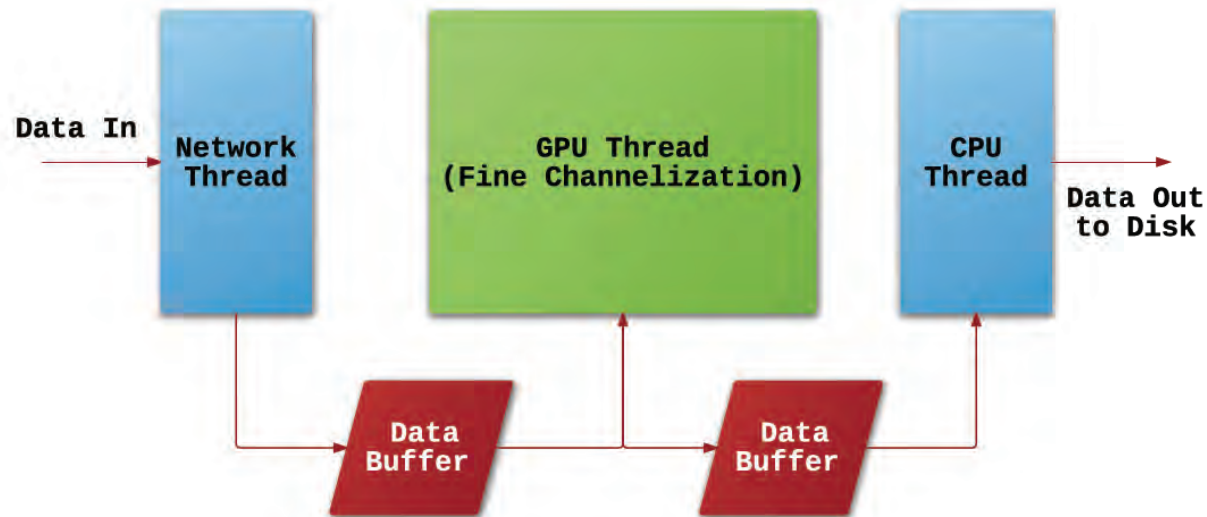 Data In
Network
Thread
GPU Thread
(Fine Channelization)
CPU
Thread
Data Out
to Disk
Data
Buffer
Data
Buffer